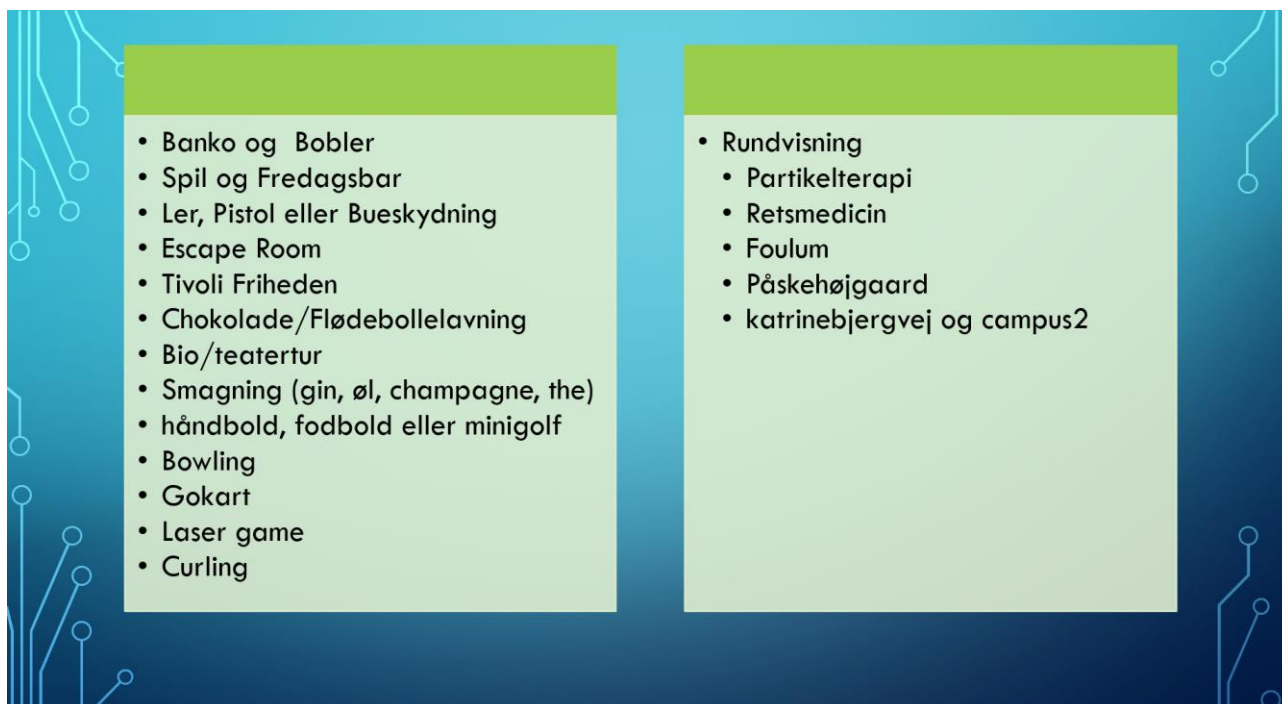 Banko og  Bobler
Spil og Fredagsbar
Ler, Pistol eller Bueskydning
Escape Room
Tivoli Friheden
Chokolade/Flødebollelavning
Bio/teatertur
Smagning (gin, øl, champagne, the)
håndbold, fodbold eller minigolf
Bowling
Gokart
Laser game
Curling
Rundvisning
Partikelterapi
Retsmedicin
Foulum
Påskehøjgaard
katrinebjergvej og campus2